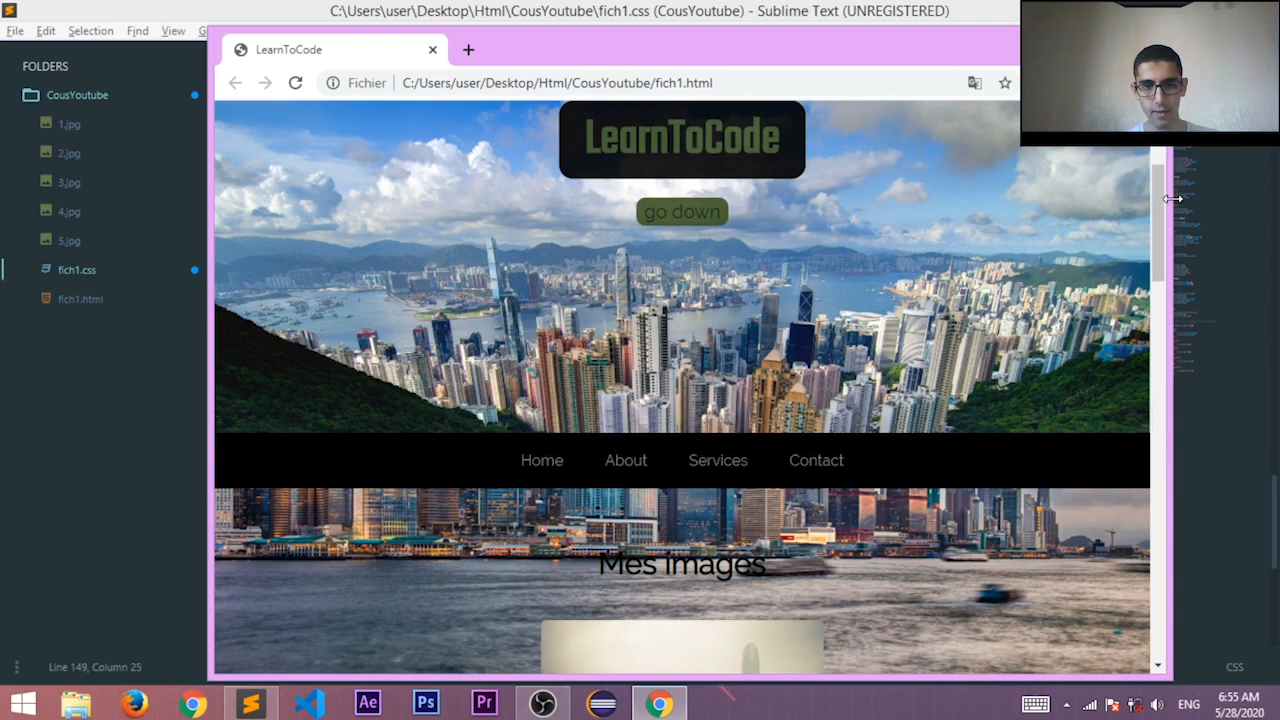 C:\Users\user\Desktop\Html\CousYoutube\fich1.css (CousYoutube) - Sublime Text (UNREGISTERED)
File Edit Selection Find View G
LearnToCode
FOLDERS
Fichier C:/Users/user/Desktop/Html/CousYoutube/fich1.html
CousYoutube
1.jpg
2.jpg
3.jpg
4.jpg
5.jpg
fich1.css
fich1.html
LearnToCode
go down
Home About Services Contact
Mes images
Line 149, Column 25
CSS
Ae Ps Pr
ENG
6:55 AM
5/28/2020